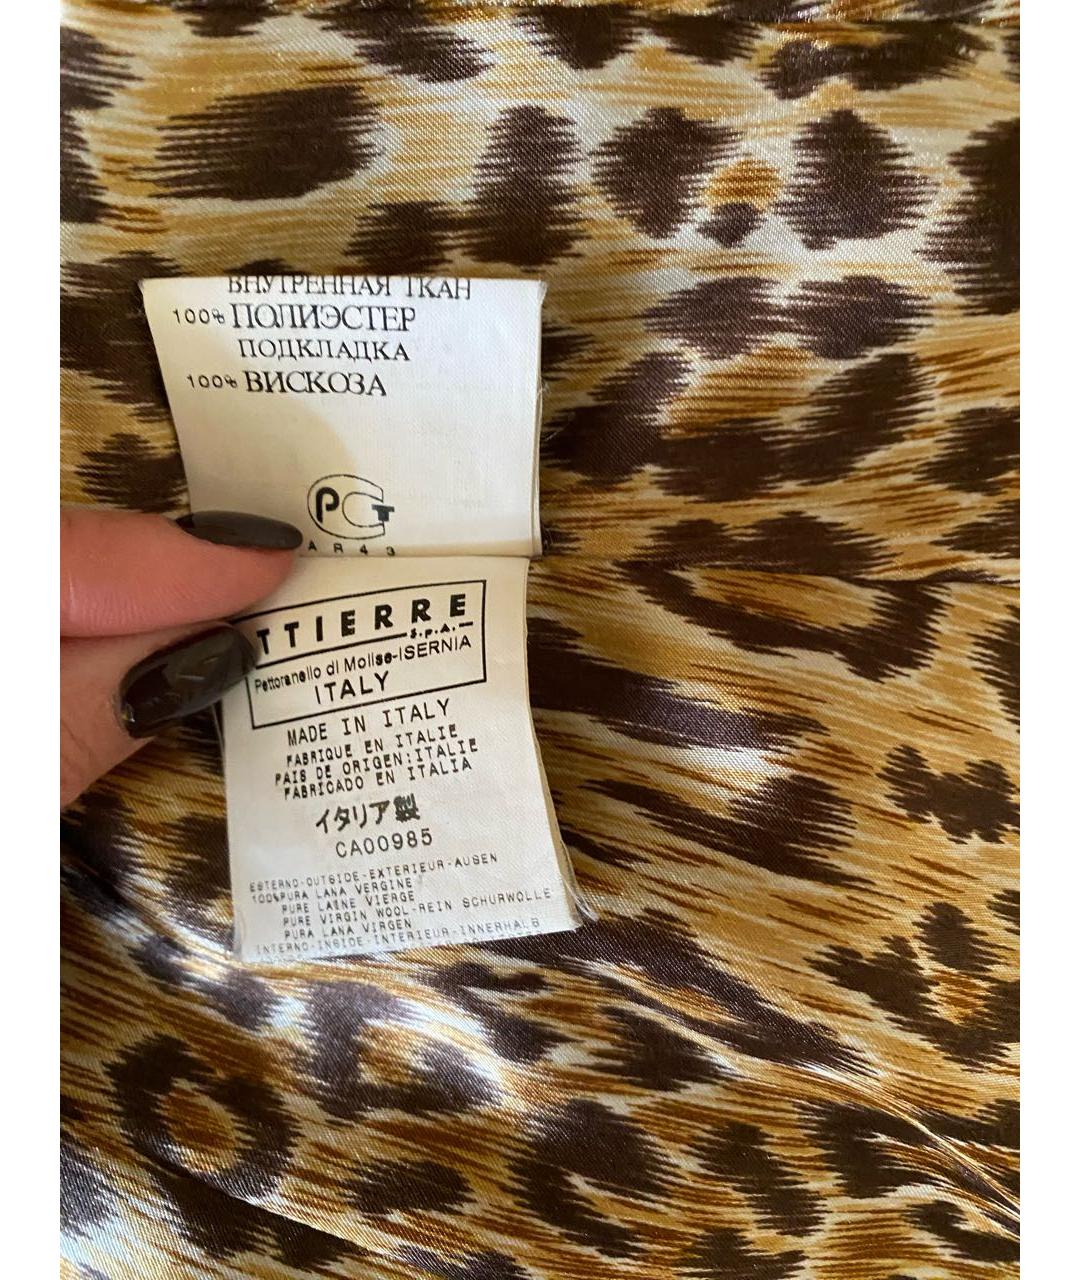 ВНУТРЕННАЯ ТКАН
100% ПОЛИЭСТЕР
ПОДКЛАДКА
100% ВИСКОЗА
РСТ
AR43
TTIERRE
S.p.A.
Pettoranello di Molise-ISERNIA
ITALY
MADE IN ITALY
FABRIQUE EN ITALIE
PAIS DE ORIGEN:ITALIE
FABRICADO EN ITALIA
イタリア製
CA00985
ESTERNO-OUTSIDE-EXTERIEUR-AUSEN
100%PURA LANA VERGINE
PURE LAINE VIERGE
PURE VIRGIN WOOL-REIN SCHURWOLLE
PURA LANA VIRGEN
INTERNO-INSIDE-INTERIEUR-INNERHALB